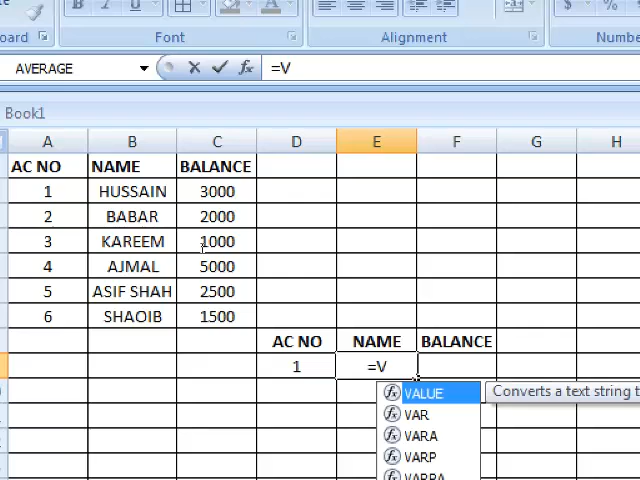 B I U
oard Font Alignment Numbe
AVERAGE =V
Book1
A B C D E F G H
AC NO NAME BALANCE
1 HUSSAIN 3000
2 BABAR 2000
3 KAREEM 1000
4 AJMAL 5000
5 ASIF SHAH 2500
6 SHAOIB 1500
AC NO NAME BALANCE
1 =V
VALUE Converts a text string t
VAR
VARA
VARP
VARPA